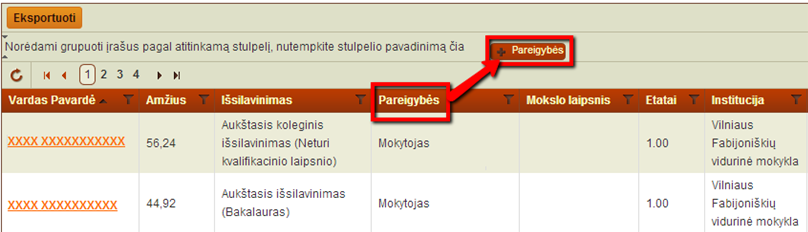 Eksportuoti
Norėdami grupuoti įrašus pagal atitinkamą stulpelį, nutempkite stulpelio pavadinimą čia
Pareigybės
1 2 3 4
Vardas Pavardė Amžius Išsilavinimas Pareigybės Mokslo laipsnis Etatai Institucija
XXXX XXXXXXXXXXX 56,24 Aukštasis koleginis išsilavinimas (Neturi kvalifikacinio laipsnio) Mokytojas 1.00 Vilniaus Fabijoniškių vidurinė mokykla
XXXX XXXXXXXXXX 44,92 Aukštasis išsilavinimas (Bakalauras) Mokytojas 1.00 Vilniaus Fabijoniškių vidurinė mokykla